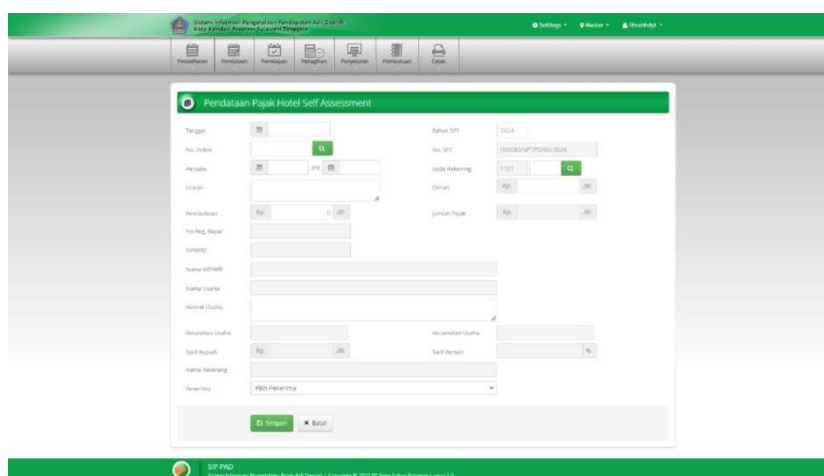 Sistem Informasi Pengelolaan Pendapatan Asli Daerah
Kota Kendari Propinsi Sulawesi Tenggara
Settings Master
Pendaftaran Pendataan Penetapan Penagihan Penyetoran Pembukuan Cetak
Pendataan Pajak Hotel Self Assessment
Tanggal Tahun SPT 2024
No. Pokok No. SPT
Periode s/d Kode Rekening 1101
Uraian Omset Rp. ,00
Pembulatan Rp. 0 ,00 Jumlah Pajak Rp. ,00
No Reg. Bayar
NPWPD
Nama WP/WR
Nama Usaha
Alamat Usaha
Kelurahan Usaha Kecamatan Usaha
Tarif Rupiah Rp. ,00 Tarif Persen %
Nama Rekening
Penerima Pilih Penerima
Simpan Batal
SIP-PAD